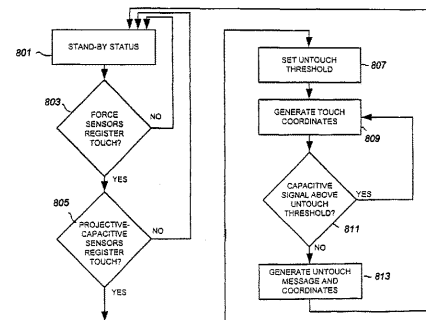 801
STAND-BY STATUS
803
FORCE
SENSORS
REGISTER
TOUCH?
NO
YES
805
PROJECTIVE-
CAPACITIVE
SENSORS
REGISTER
TOUCH?
NO
YES
SET UNTOUCH
THRESHOLD
807
GENERATE TOUCH
COORDINATES
809
CAPACITIVE
SIGNAL ABOVE
UNTOUCH
THRESHOLD?
YES
811
NO
GENERATE UNTOUCH
MESSAGE AND
COORDINATES
813